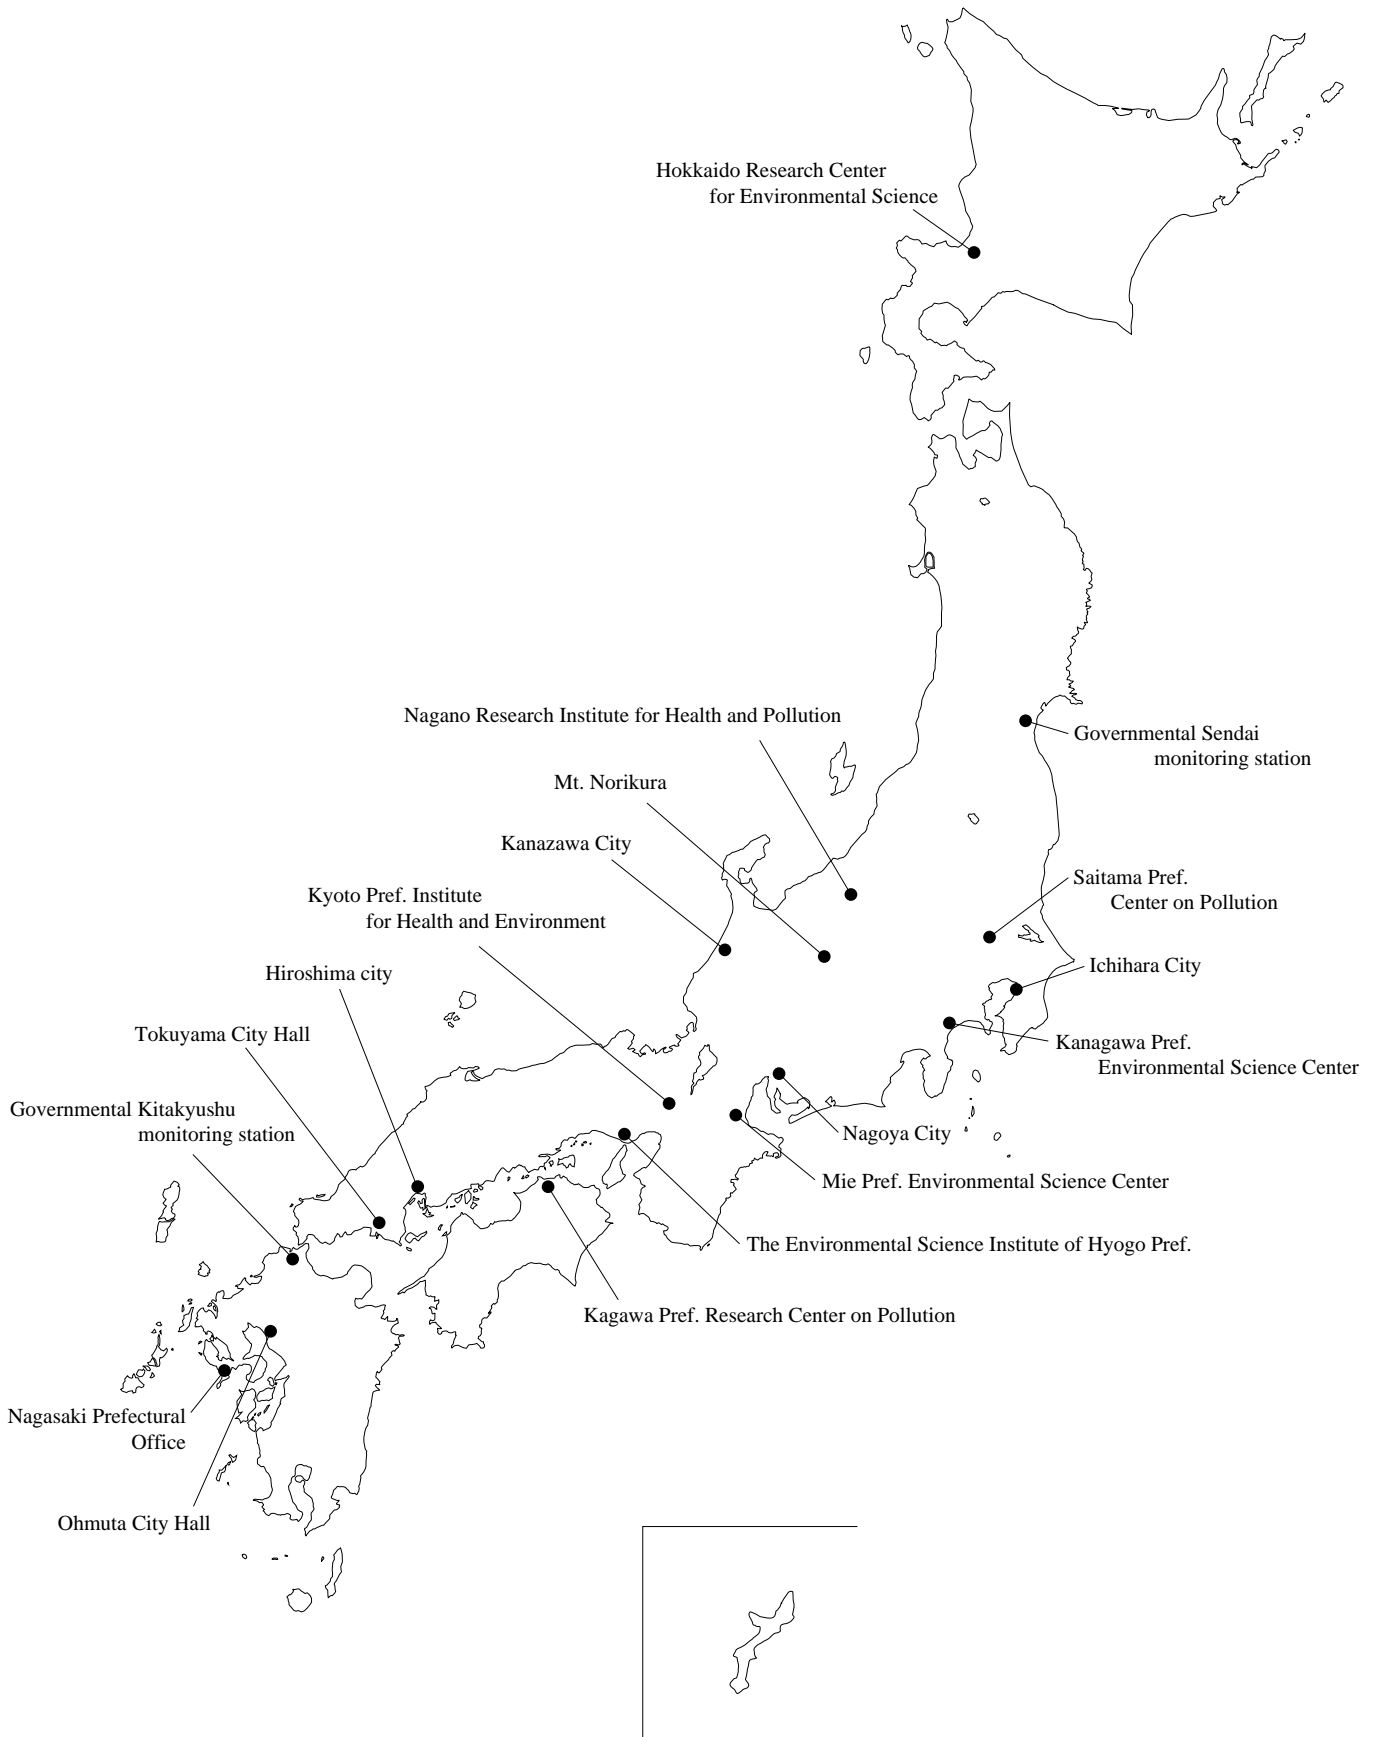 Hokkaido Research Center
for Environmental Science
Nagano Research Institute for Health and Pollution
Governmental Sendai
monitoring station
Mt. Norikura
Kanazawa City
Saitama Pref.
Center on Pollution
Kyoto Pref. Institute
for Health and Environment
Ichihara City
Hiroshima city
Tokuyama City Hall
Kanagawa Pref.
Environmental Science Center
Governmental Kitakyushu
monitoring station
Nagoya City
Mie Pref. Environmental Science Center
The Environmental Science Institute of Hyogo Pref.
Kagawa Pref. Research Center on Pollution
Nagasaki Prefectural
Office
Ohmuta City Hall